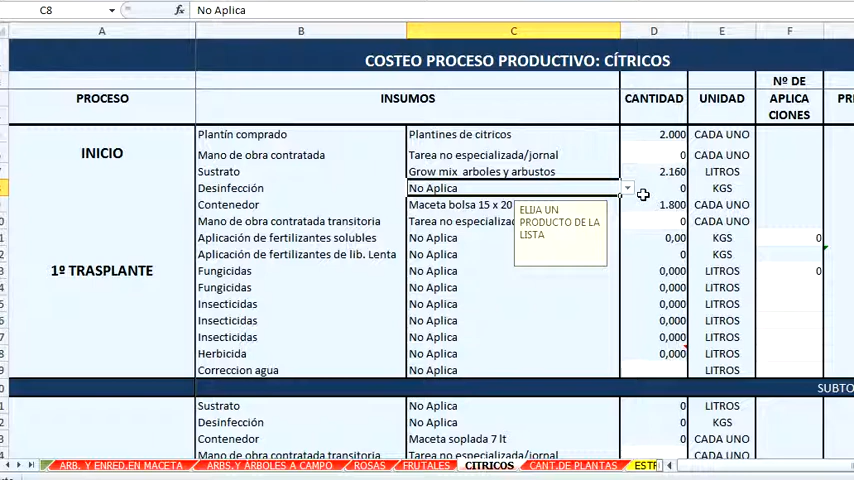 C8 fx No Aplica
A B C D E F
COSTEO PROCESO PRODUCTIVO: CÍTRICOS
PROCESO INSUMOS CANTIDAD UNIDAD Nº DE APLICA CIONES
INICIO
Plantín comprado Plantines de citricos 2.000 CADA UNO
Mano de obra contratada Tarea no especializada/jornal 0 CADA UNO
Sustrato Grow mix arboles y arbustos 2.160 LITROS
Desinfección No Aplica 0 KGS
Contenedor Maceta bolsa 15 x 20 1.800 CADA UNO
ELIJA UN
PRODUCTO DE LA
LISTA
Mano de obra contratada transitoria Tarea no 0 CADA UNO
Aplicación de fertilizantes solubles No Aplica 0,00 KGS 0
Aplicación de fertilizantes de lib. Lenta No Aplica 0 KGS
1º TRASPLANTE
Fungicidas No Aplica 0,000 LITROS 0
Fungicidas No Aplica 0,000 LITROS
Insecticidas No Aplica 0,000 LITROS
Insecticidas No Aplica 0,000 LITROS
Insecticidas No Aplica 0,000 LITROS
Herbicida No Aplica 0,000 LITROS
Correccion agua No Aplica LITROS
Sustrato No Aplica 0 LITROS
Desinfección No Aplica 0 KGS
Contenedor Maceta soplada 7 lt 0 CADA UNO
Mano de obra contratada transitoria Tarea no especializada/jornal 0 CADA UNO
ARB. Y ENRED.EN MACETA ARBS.Y ÁRBOLES A CAMPO ROSAS FRUTALES CITRICOS CANT.DE PLANTAS